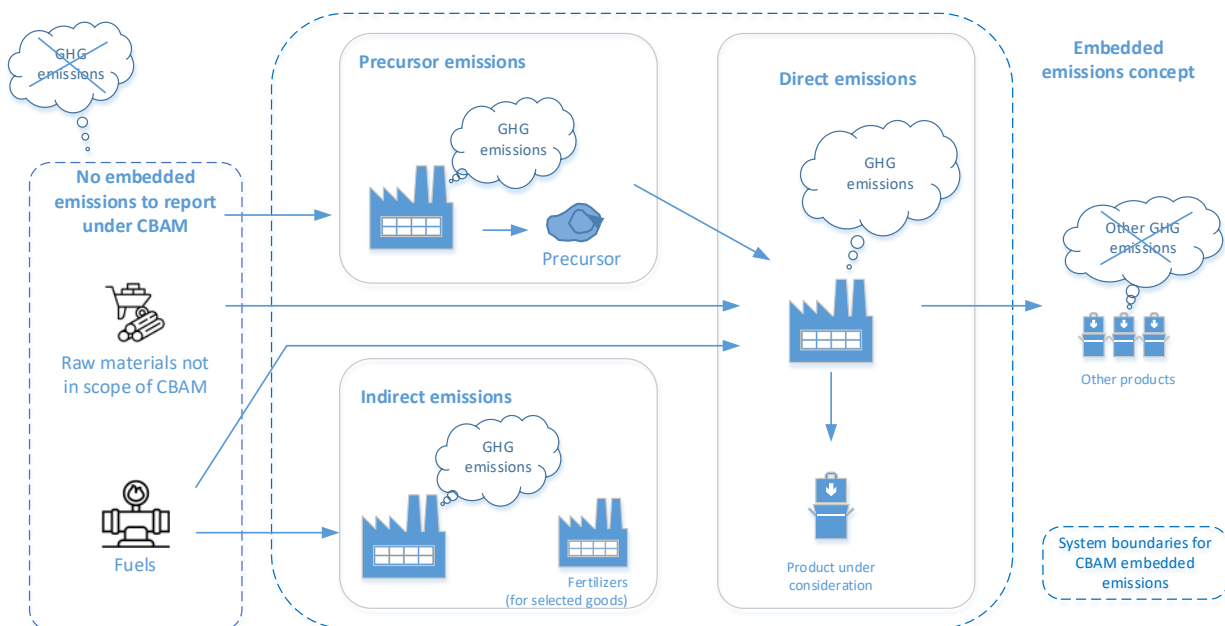 GHG
emissions
No embedded
emissions to report
under CBAM
Raw materials not
in scope of CBAM
Fuels
Precursor emissions
GHG
emissions
Precursor
Indirect emissions
GHG
emissions
Fertilizers
(for selected goods)
Direct emissions
GHG
emissions
Product under
consideration
Embedded
emissions concept
Other GHG
emissions
Other products
System boundaries for
CBAM embedded
emissions